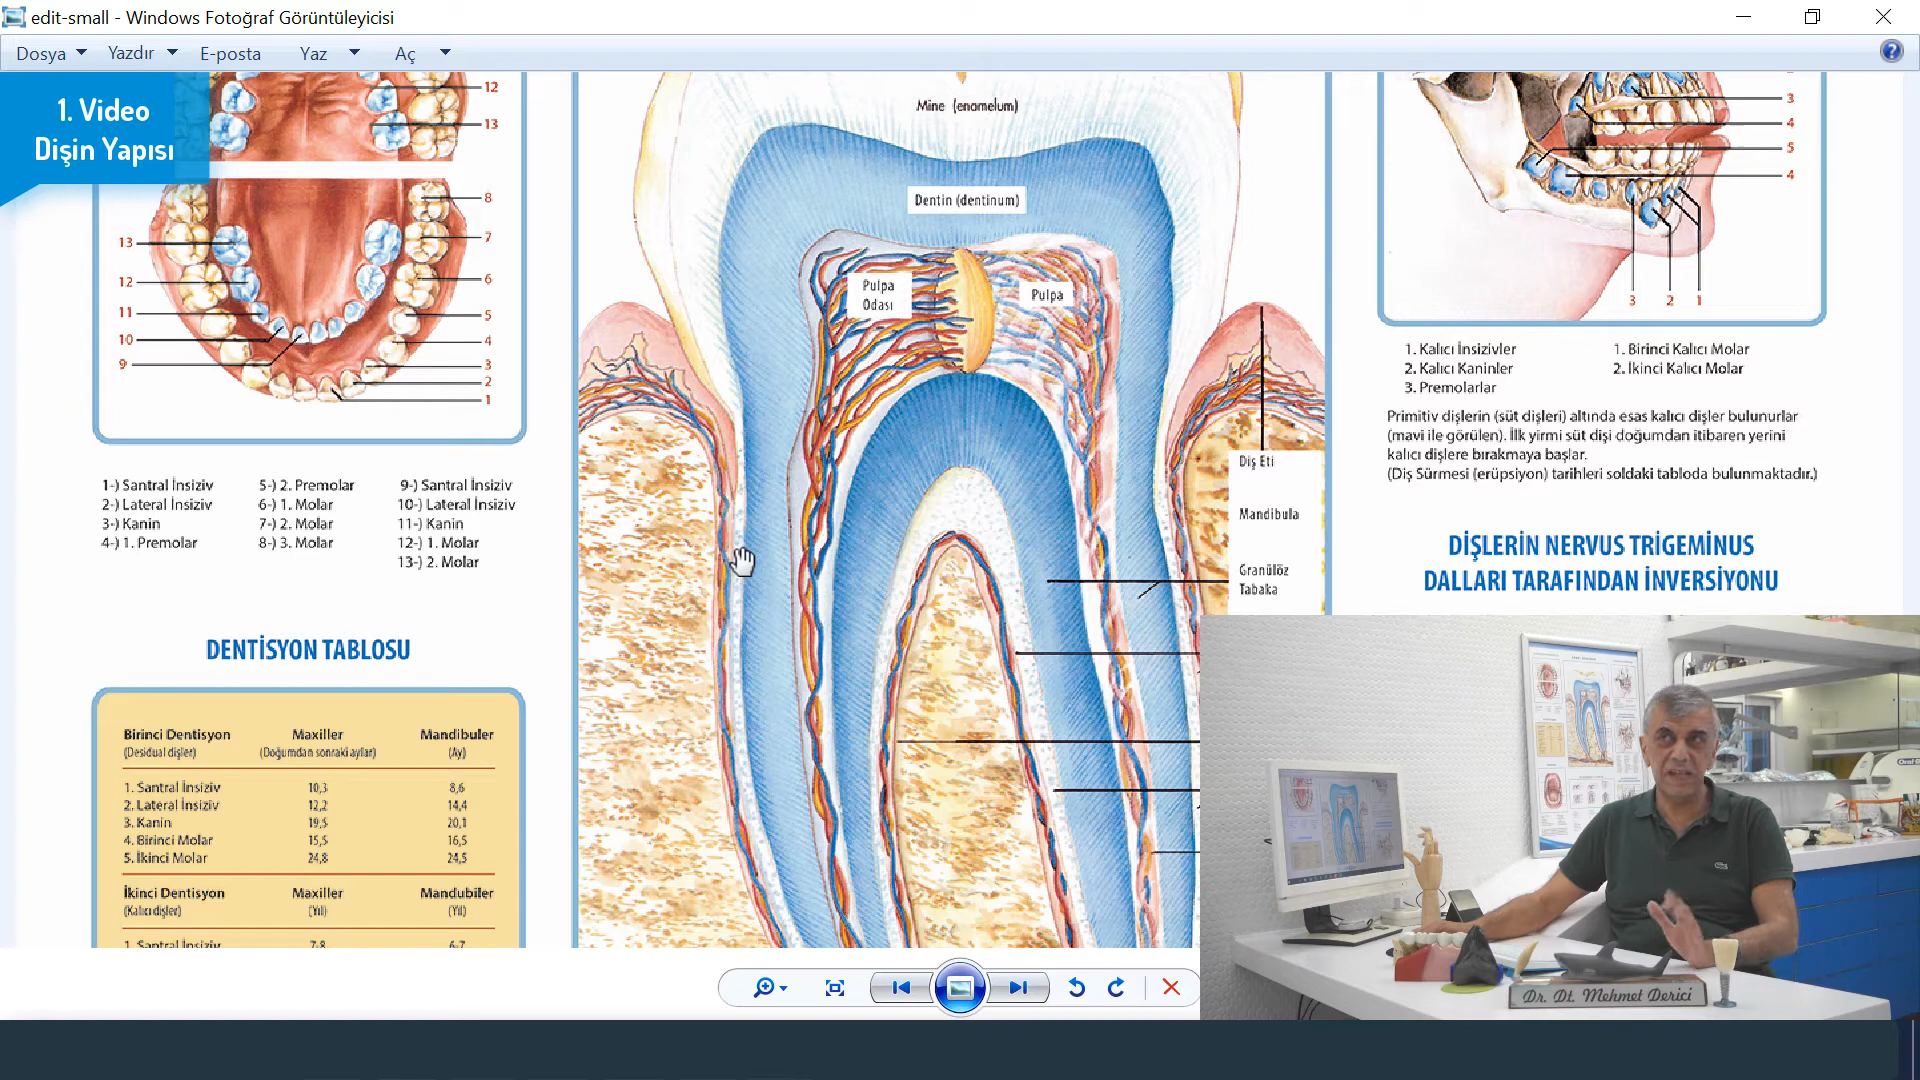 edit-small - Windows Fotoğraf Görüntüleyicisi
Dosya
Yazdır
E-posta
Yaz
Aç
1. Video
Dişin Yapısı
12
13
8
7
6
5
4
3
2
1
13
12
11
10
9
1-) Santral İnsiziv
2-) Lateral İnsiziv
3-) Kanin
4-) 1. Premolar
5-) 2. Premolar
6-) 1. Molar
7-) 2. Molar
8-) 3. Molar
9-) Santral İnsiziv
10-) Lateral İnsiziv
11-) Kanin
12-) 1. Molar
13-) 2. Molar
DENTİSYON TABLOSU
Birinci Dentisyon Maxiller Mandibuler
(Desidual dişler) (Doğumdan sonraki aylar) (Ay)
1. Santral İnsiziv 10,3 8,6
2. Lateral İnsiziv 12,2 14,4
3. Kanin 19,5 20,1
4. Birinci Molar 15,5 16,5
5. İkinci Molar 24,8 24,5
İkinci Dentisyon Maxiller Mandubiler
(Kalıcı dişler) (Yıl) (Yıl)
1. Santral İnsiziv 7-8 6-7
Mine (enamelum)
Dentin (dentinum)
Pulpa
Odası
Pulpa
Diş Eti
Mandibula
Granülöz
Tabaka
3
4
5
4
3 2 1
1. Kalıcı İnsizivler
2. Kalıcı Kaninler
3. Premolarlar
1. Birinci Kalıcı Molar
2. İkinci Kalıcı Molar
Primitiv dişlerin (süt dişleri) altında esas kalıcı dişler bulunurlar
(mavi ile görülen). İlk yirmi süt dişi doğumdan itibaren yerini
kalıcı dişlere bırakmaya başlar.
(Diş Sürmesi (erüpsiyon) tarihleri soldaki tabloda bulunmaktadır.)
DİŞLERİN NERVUS TRİGEMİNUS
DALLARI TARAFINDAN İNVERSİYONU
Dr. Dt. Mehmet Derici